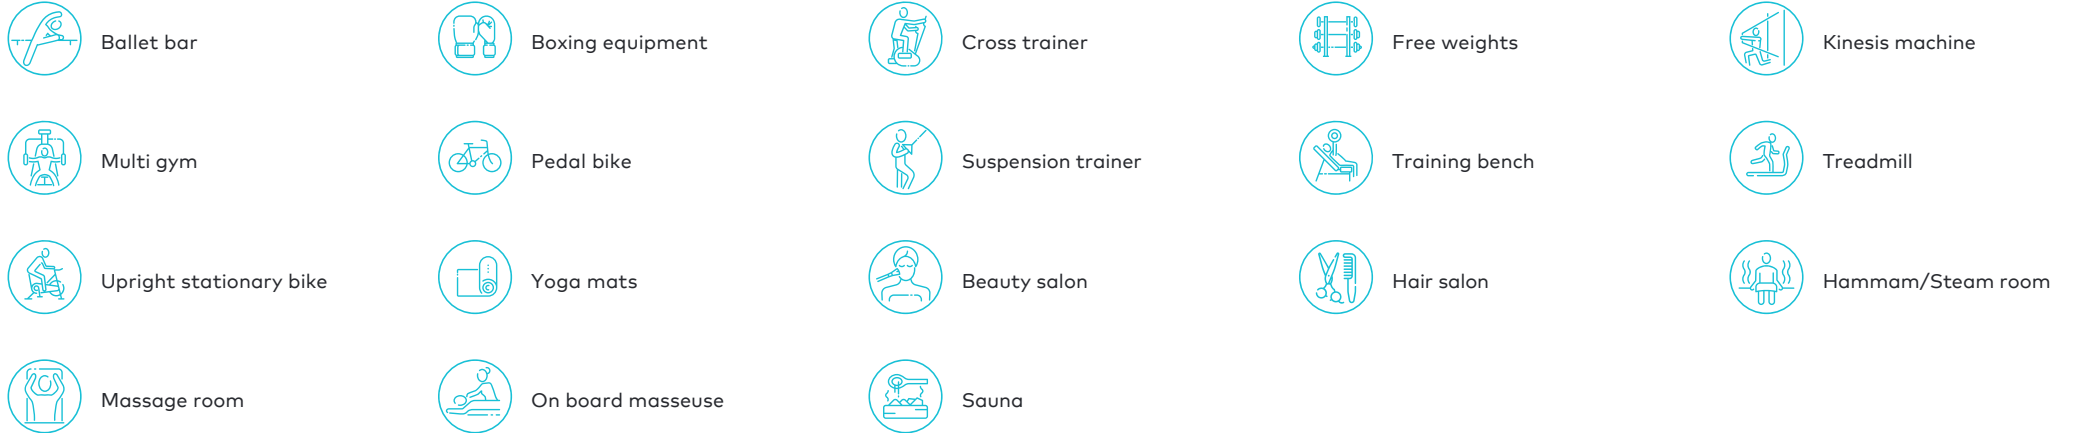 Ballet bar
Boxing equipment
Cross trainer
Free weights
Kinesis machine
Multi gym
Pedal bike
Suspension trainer
Training bench
Treadmill
Upright stationary bike
Yoga mats
Beauty salon
Hair salon
Hammam/Steam room
Massage room
On board masseuse
Sauna